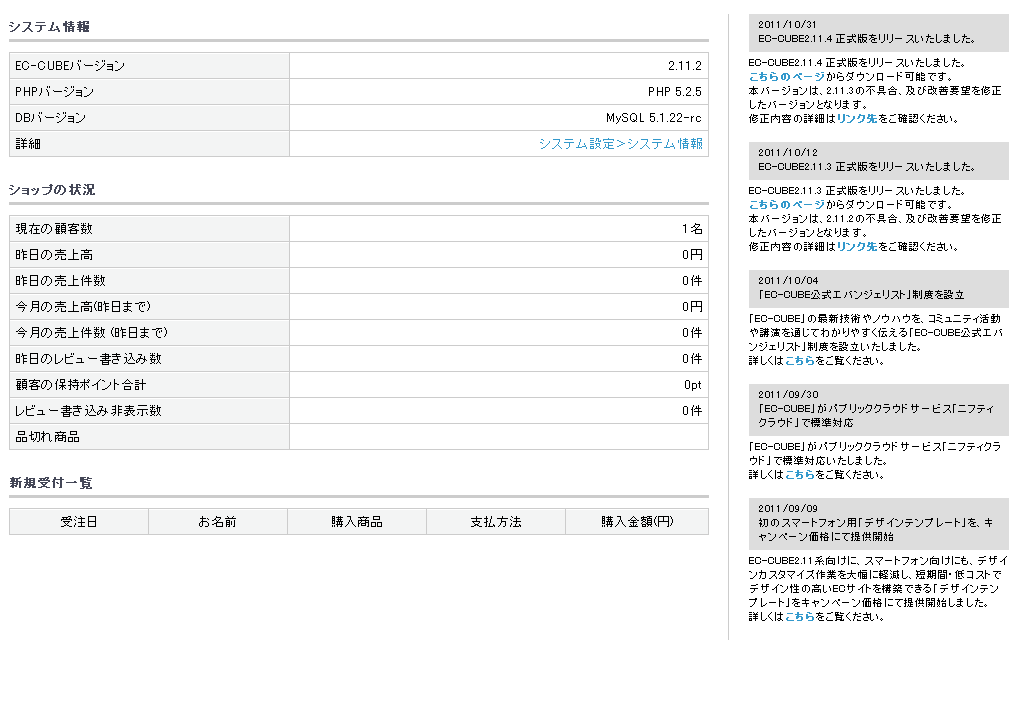 システム情報
EC-CUBEバージョン 2.11.2
PHPバージョン PHP 5.2.5
DBバージョン MySQL 5.1.22-rc
詳細 システム設定>システム情報
ショップの状況
現在の顧客数 1名
昨日の売上高 0円
昨日の売上件数 0件
今月の売上高(昨日まで) 0円
今月の売上件数 (昨日まで) 0件
昨日のレビュー書き込み数 0件
顧客の保持ポイント合計 0pt
レビュー書き込み非表示数 0件
品切れ商品
新規受付一覧
受注日 お名前 購入商品 支払方法 購入金額(円)
2011/10/31
EC-CUBE2.11.4 正式版をリリースいたしました。
EC-CUBE2.11.4 正式版をリリースいたしました。
こちらのページからダウンロード可能です。
本バージョンは、2.11.3の不具合、及び改善要望を修正
したバージョンとなります。
修正内容の詳細はリンク先をご確認ください。
2011/10/12
EC-CUBE2.11.3 正式版をリリースいたしました。
EC-CUBE2.11.3 正式版をリリースいたしました。
こちらのページからダウンロード可能です。
本バージョンは、2.11.2の不具合、及び改善要望を修正
したバージョンとなります。
修正内容の詳細はリンク先をご確認ください。
2011/10/04
「EC-CUBE公式エバンジェリスト」制度を設立
「EC-CUBE」の最新技術やノウハウを、コミュニティ活動
や講演を通じてわかりやすく伝える「EC-CUBE公式エバ
ンジェリスト」制度を設立いたしました。
詳しくはこちらをご覧ください。
2011/09/30
「EC-CUBE」がパブリッククラウドサービス「ニフティ
クラウド」で標準対応
「EC-CUBE」がパブリッククラウドサービス「ニフティクラ
ウド」で標準対応いたしました。
詳しくはこちらをご覧ください。
2011/09/09
初のスマートフォン用「デザインテンプレート」を、キ
ャンペーン価格にて提供開始
EC-CUBE2.11系向けに、スマートフォン向けにも、デザイ
ンカスタマイズ作業を大幅に軽減し、短期間・低コストで
デザイン性の高いECサイトを構築できる「デザインテン
プレート」をキャンペーン価格にて提供開始しました。
詳しくはこちらをご覧ください。